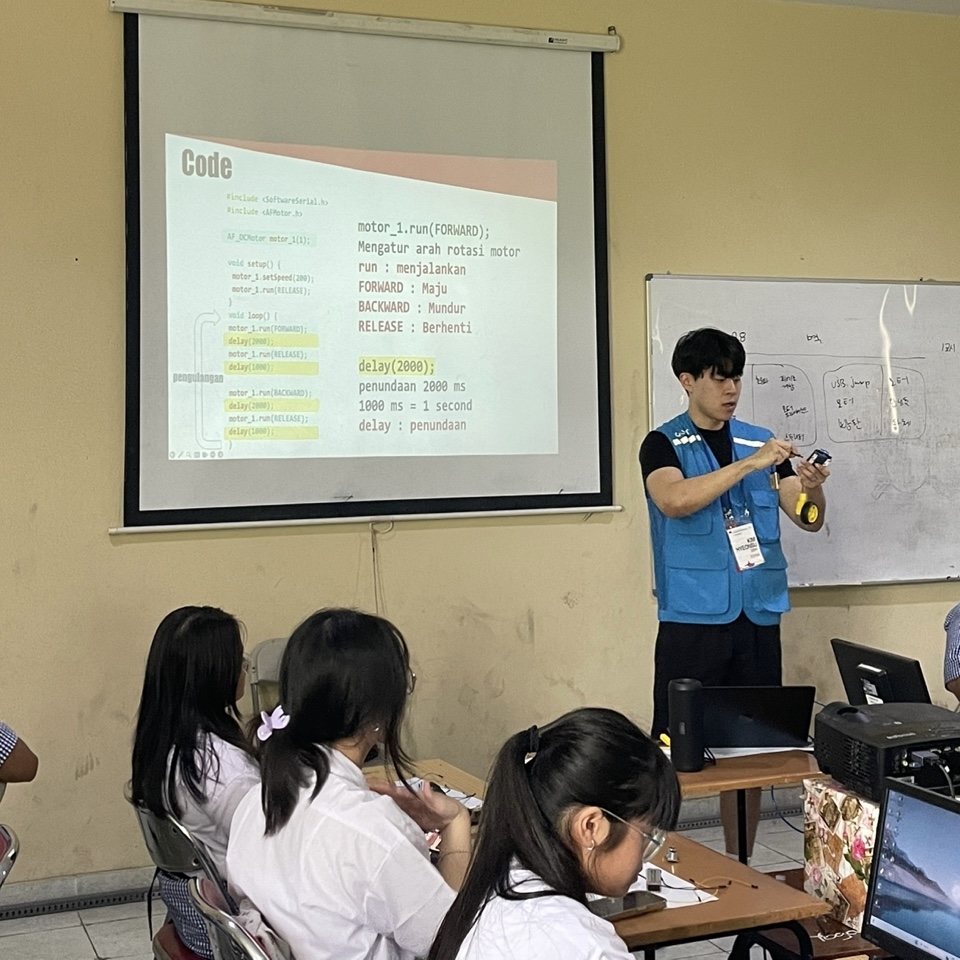 Code
#include <SoftwareSerial.h>
#include <AFMotor.h>
AF_DCMotor motor_1(1);
void setup() {
motor_1.setSpeed(200);
motor_1.run(RELEASE);
}
void loop() {
motor_1.run(FORWARD);
delay(2000);
motor_1.run(RELEASE);
delay(1000);
pengulangan
motor_1.run(BACKWARD);
delay(2000);
motor_1.run(RELEASE);
delay(1000);
}
motor_1.run(FORWARD);
Mengatur arah rotasi motor
run : menjalankan
FORWARD : Maju
BACKWARD : Mundur
RELEASE : Berhenti
delay(2000);
penundaan 2000 ms
1000 ms = 1 second
delay : penundaan
USB, Jump
KIM